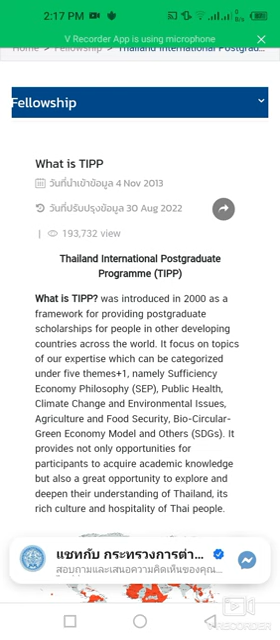 2:17 PM
V Recorder App is using microphone
Home > Fellowship > Thailand International Postgrad...
Fellowship
What is TIPP
วันที่นำเข้าข้อมูล 4 Nov 2013
วันที่ปรับปรุงข้อมูล 30 Aug 2022
| 193,732 view
Thailand International Postgraduate
Programme (TIPP)
What is TIPP? was introduced in 2000 as a
framework for providing postgraduate
scholarships for people in other developing
countries across the world. It focus on topics
of our expertise which can be categorized
under five themes+1, namely Sufficiency
Economy Philosophy (SEP), Public Health,
Climate Change and Environmental Issues,
Agriculture and Food Security, Bio-Circular-
Green Economy Model and Others (SDGs). It
provides not only opportunities for
participants to acquire academic knowledge
but also a great opportunity to explore and
deepen their understanding of Thailand, its
rich culture and hospitality of Thai people.
แชทกับ กระทรวงการต่า...
สอบถามและเสนอความคิดเห็นของคุณ...
RECORDER